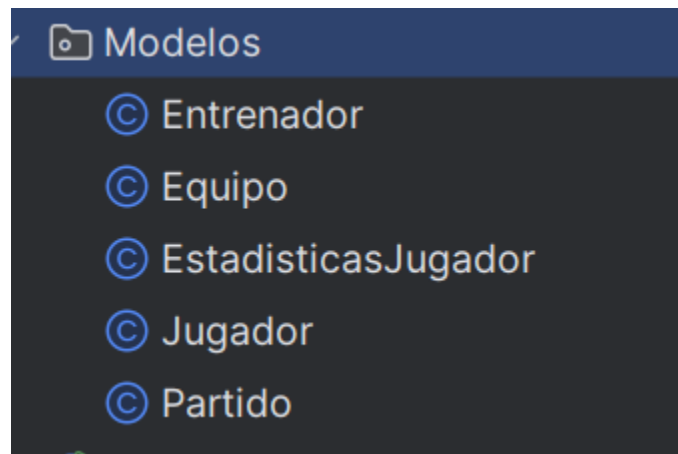 Modelos
Entrenador
Equipo
EstadisticasJugador
Jugador
Partido